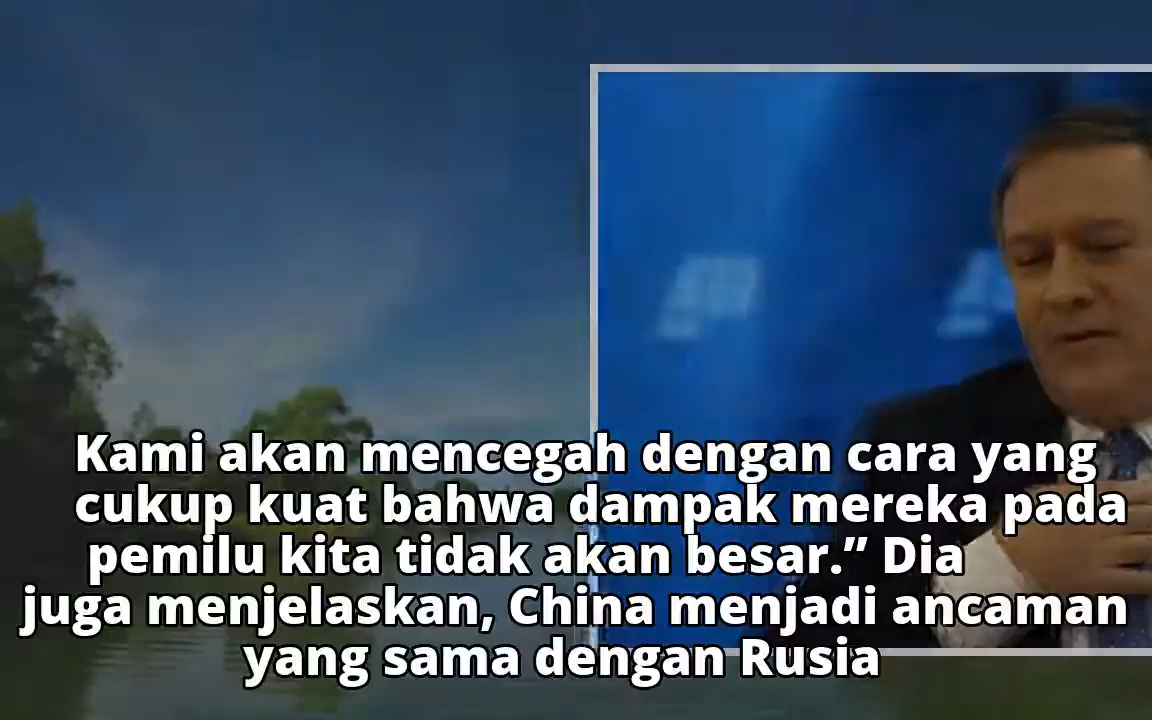 Kami akan mencegah dengan cara yang
cukup kuat bahwa dampak mereka pada
pemilu kita tidak akan besar.” Dia
juga menjelaskan, China menjadi ancaman
yang sama dengan Rusia